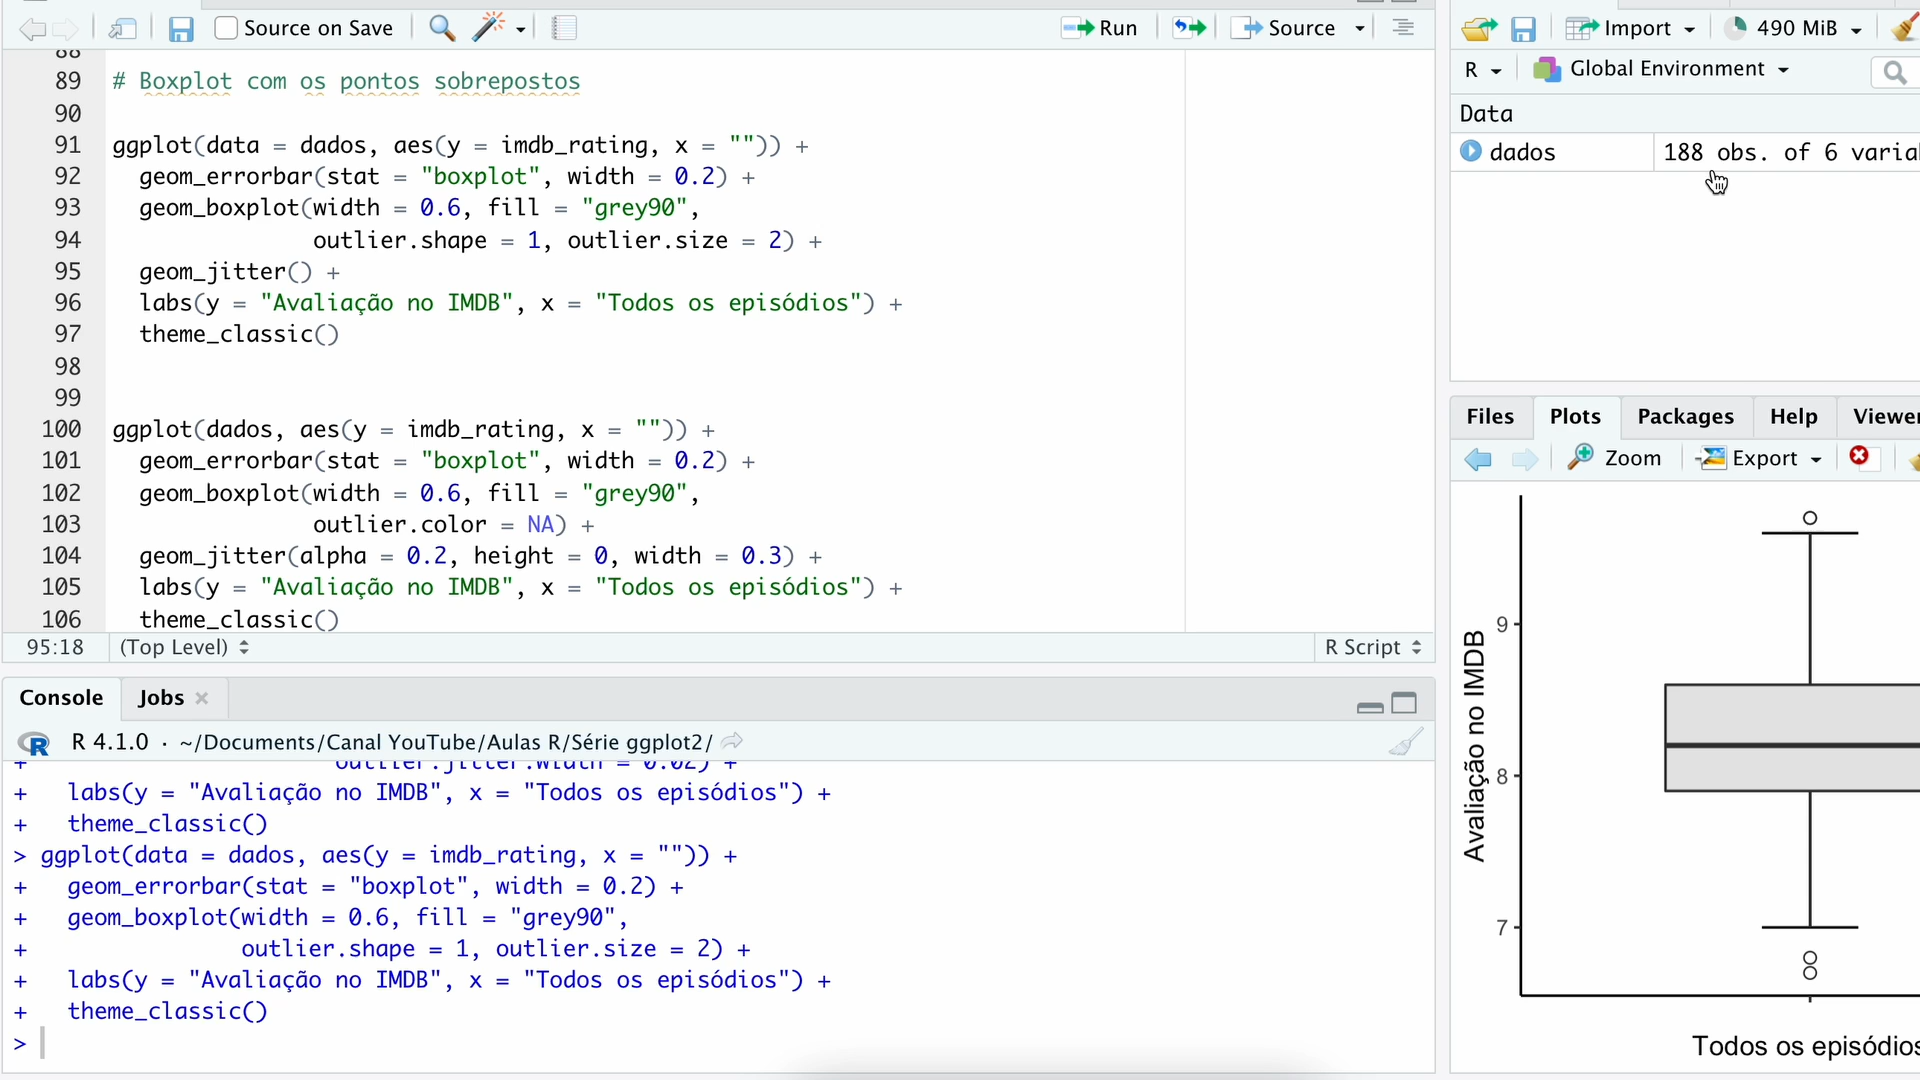 Source on Save
Run
Source
88
89 # Boxplot com os pontos sobrepostos
90
91 ggplot(data = dados, aes(y = imdb_rating, x = "")) +
92 geom_errorbar(stat = "boxplot", width = 0.2) +
93 geom_boxplot(width = 0.6, fill = "grey90",
94 outlier.shape = 1, outlier.size = 2) +
95 geom_jitter() +
96 labs(y = "Avaliação no IMDB", x = "Todos os episódios") +
97 theme_classic()
98
99
100 ggplot(dados, aes(y = imdb_rating, x = "")) +
101 geom_errorbar(stat = "boxplot", width = 0.2) +
102 geom_boxplot(width = 0.6, fill = "grey90",
103 outlier.color = NA) +
104 geom_jitter(alpha = 0.2, height = 0, width = 0.3) +
105 labs(y = "Avaliação no IMDB", x = "Todos os episódios") +
106 theme_classic()
95:18 (Top Level) R Script
Console Jobs
R 4.1.0 · ~/Documents/Canal YouTube/Aulas R/Série ggplot2/
+ outlier.jitter.width = 0.02) +
+ labs(y = "Avaliação no IMDB", x = "Todos os episódios") +
+ theme_classic()
> ggplot(data = dados, aes(y = imdb_rating, x = "")) +
+ geom_errorbar(stat = "boxplot", width = 0.2) +
+ geom_boxplot(width = 0.6, fill = "grey90",
+ outlier.shape = 1, outlier.size = 2) +
+ labs(y = "Avaliação no IMDB", x = "Todos os episódios") +
+ theme_classic()
>
Import 490 MiB
R Global Environment
Data
dados 188 obs. of 6 varia
Files Plots Packages Help Viewer
Zoom Export
Avaliação no IMDB
9
8
7
Todos os episódios